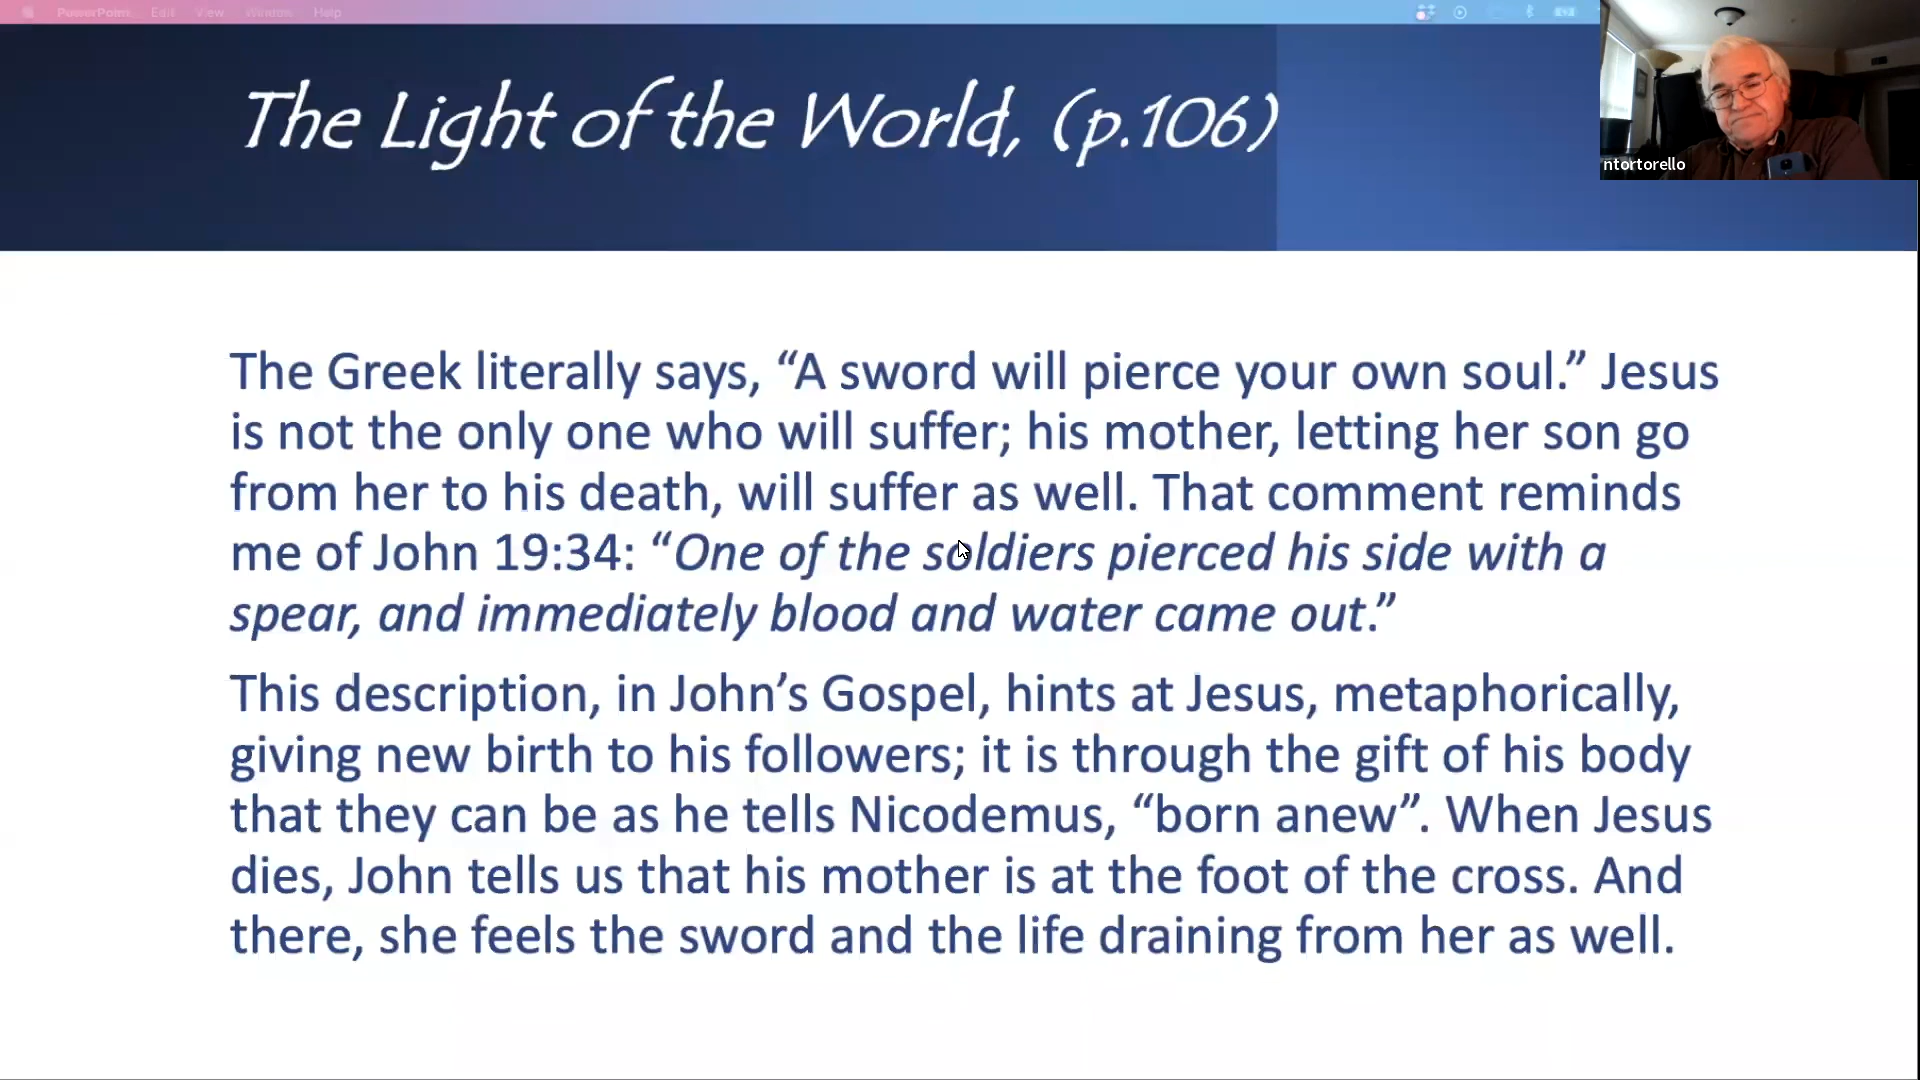 PowerPoint Edit View Window Help
The Light of the World, (p.106)
ntortorello
The Greek literally says, “A sword will pierce your own soul.” Jesus
is not the only one who will suffer; his mother, letting her son go
from her to his death, will suffer as well. That comment reminds
me of John 19:34: “One of the soldiers pierced his side with a
spear, and immediately blood and water came out.”
This description, in John’s Gospel, hints at Jesus, metaphorically,
giving new birth to his followers; it is through the gift of his body
that they can be as he tells Nicodemus, “born anew”. When Jesus
dies, John tells us that his mother is at the foot of the cross. And
there, she feels the sword and the life draining from her as well.